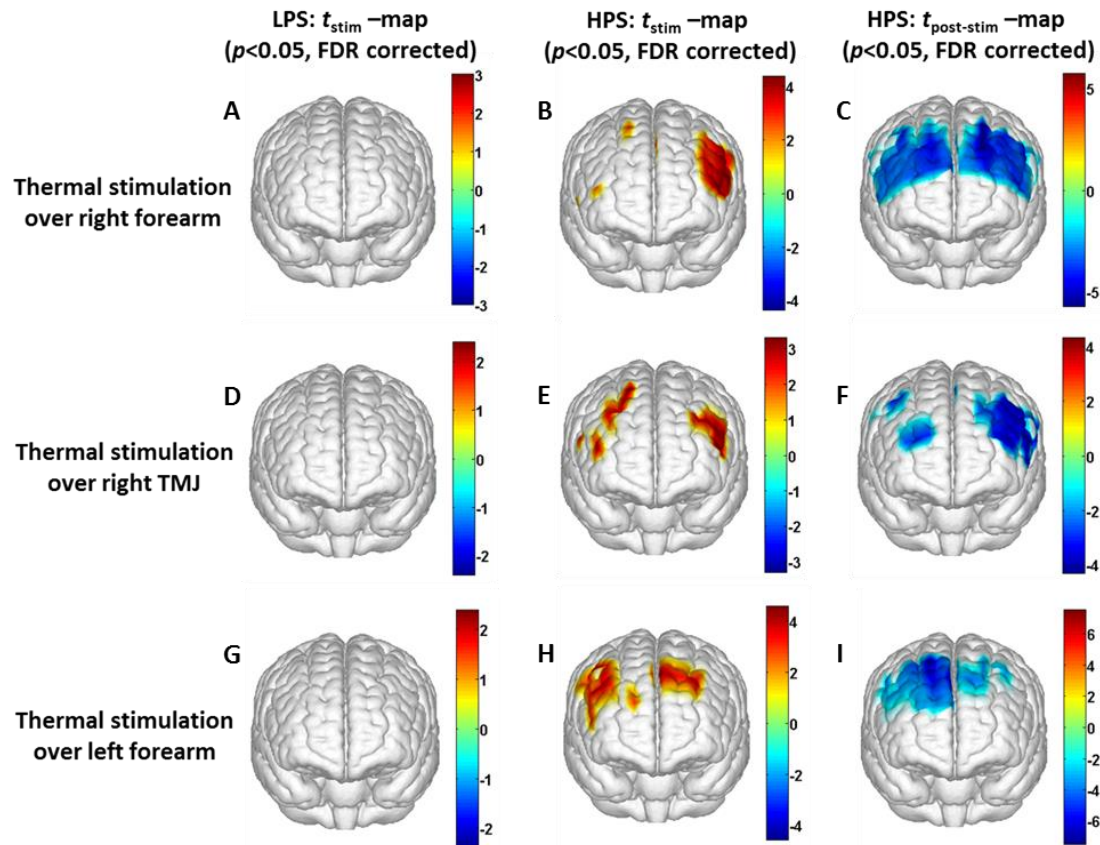 LPS: tstim –map
(p<0.05, FDR corrected)
HPS: tstim –map
(p<0.05, FDR corrected)
HPS: tpost-stim –map
(p<0.05, FDR corrected)
Thermal stimulation
over right forearm
A
3
2
1
0
-1
-2
-3
B
4
2
0
-2
-4
C
5
0
-5
Thermal stimulation
over right TMJ
D
2
1
0
-1
-2
E
3
2
1
0
-1
-2
-3
F
4
2
0
-2
-4
Thermal stimulation
over left forearm
G
2
1
0
-1
-2
H
4
2
0
-2
-4
I
6
4
2
0
-2
-4
-6